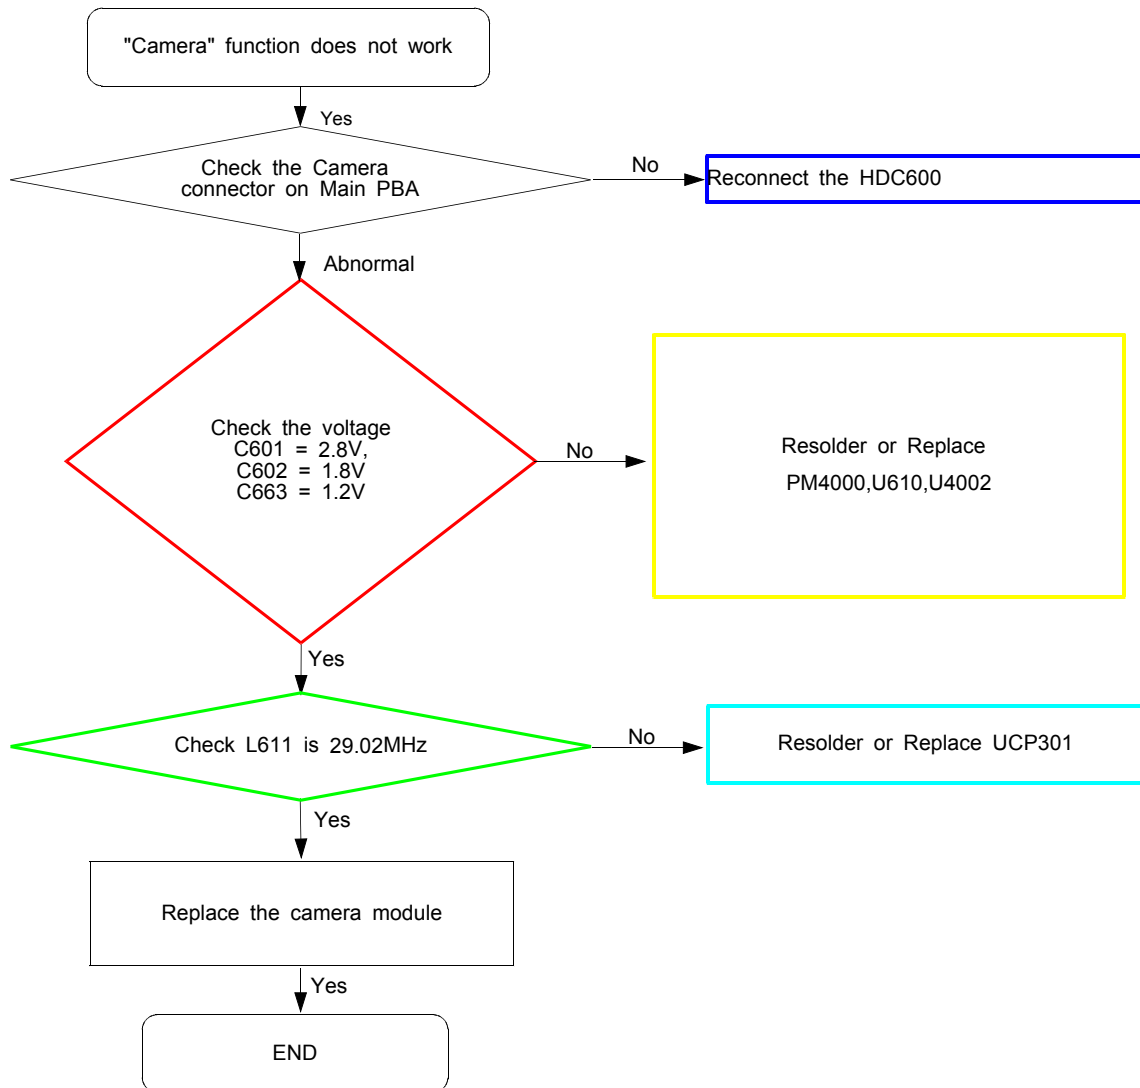 "Camera" function does not work
Yes
Check the Camera
connector on Main PBA
No
Reconnect the HDC600
Abnormal
Check the voltage
C601 = 2.8V,
C602 = 1.8V
C663 = 1.2V
No
Resolder or Replace
PM4000,U610,U4002
Yes
Check L611 is 29.02MHz
No
Resolder or Replace UCP301
Yes
Replace the camera module
Yes
END